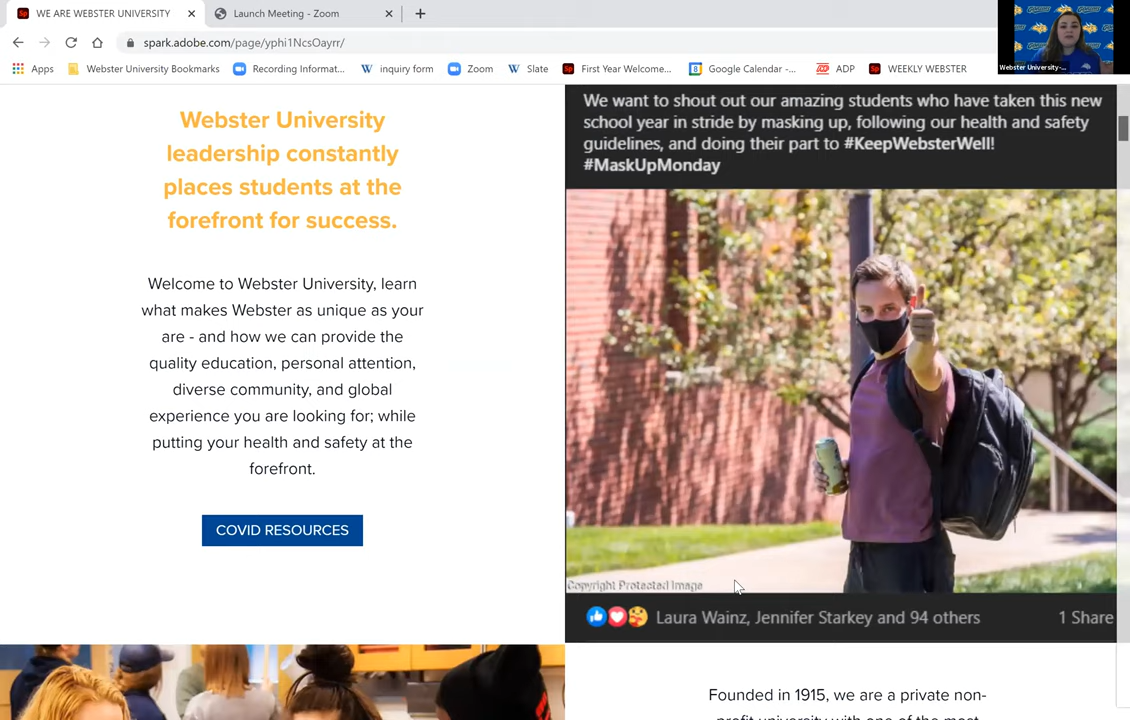 WE ARE WEBSTER UNIVERSITY
Launch Meeting - Zoom
spark.adobe.com/page/yphi1NcsOayrr/
Apps
Webster University Bookmarks
Recording Informat...
inquiry form
Zoom
Slate
First Year Welcome...
Google Calendar -...
ADP
WEEKLY WEBSTER
Webster University-...
Webster University
leadership constantly
places students at the
forefront for success.
Welcome to Webster University, learn
what makes Webster as unique as your
are - and how we can provide the
quality education, personal attention,
diverse community, and global
experience you are looking for; while
putting your health and safety at the
forefront.
COVID RESOURCES
We want to shout out our amazing students who have taken this new
school year in stride by masking up, following our health and safety
guidelines, and doing their part to #KeepWebsterWell!
#MaskUpMonday
Copyright Protected Image
Laura Wainz, Jennifer Starkey and 94 others
1 Share
Founded in 1915, we are a private non-
profit university with one of the most